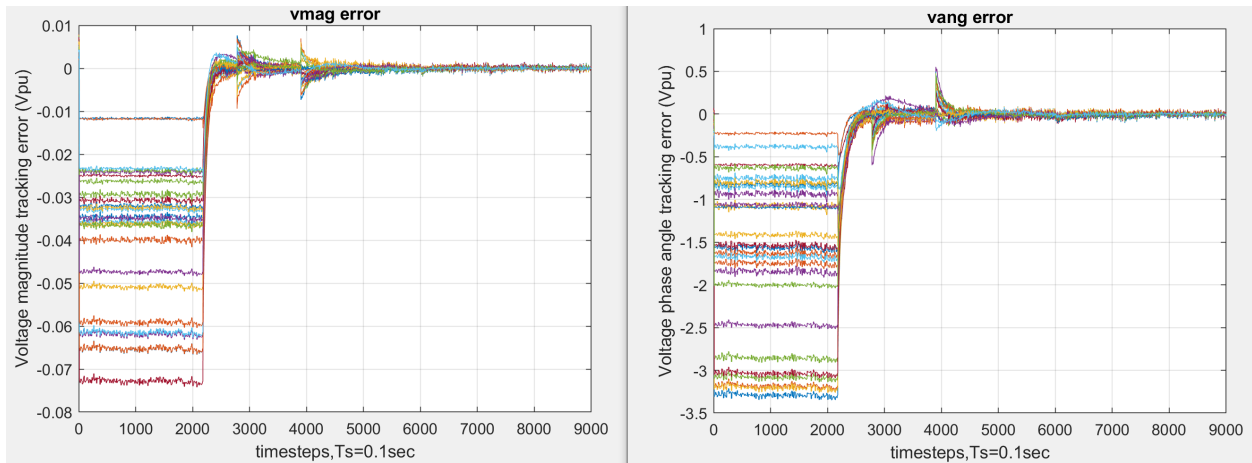 vmag error
0.01
0
-0.01
-0.02
-0.03
-0.04
-0.05
-0.06
-0.07
-0.08
Voltage magnitude tracking error (Vpu)
0 1000 2000 3000 4000 5000 6000 7000 8000 9000
timesteps,Ts=0.1sec
vang error
1
0.5
0
-0.5
-1
-1.5
-2
-2.5
-3
-3.5
Voltage phase angle tracking error (Vpu)
0 1000 2000 3000 4000 5000 6000 7000 8000 9000
timesteps,Ts=0.1sec